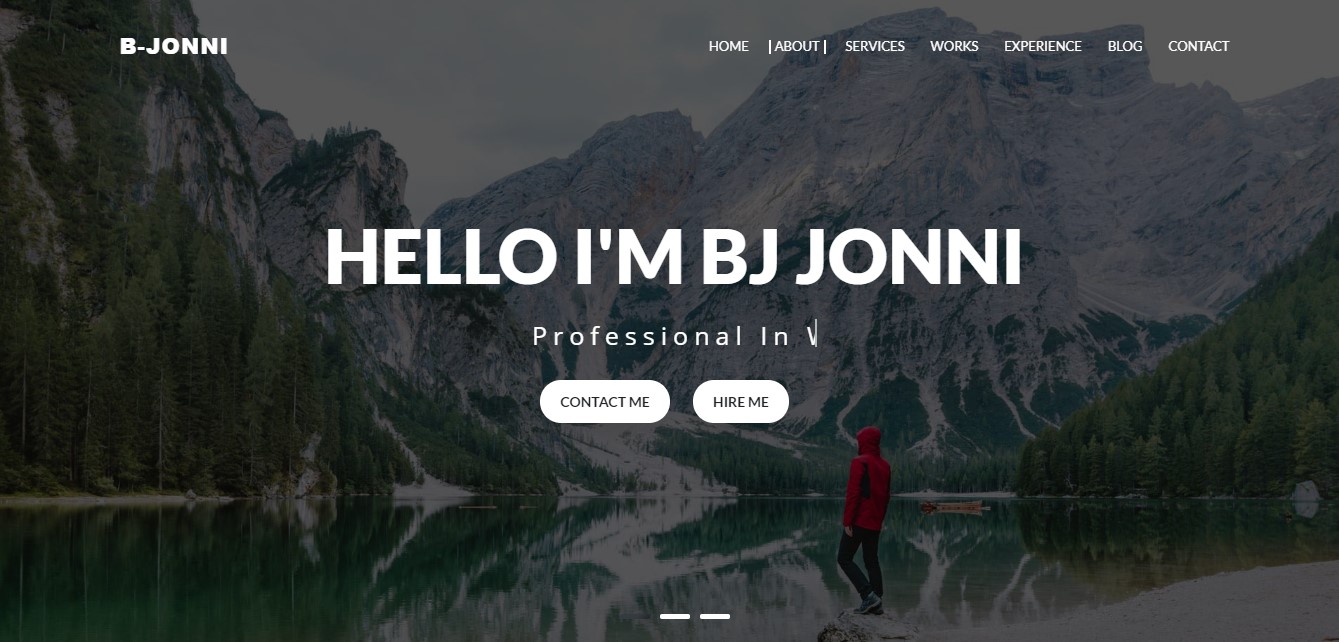 B-JONNI
HOME | ABOUT | SERVICES WORKS EXPERIENCE BLOG CONTACT
HELLO I'M BJ JONNI
Professional In
CONTACT ME HIRE ME